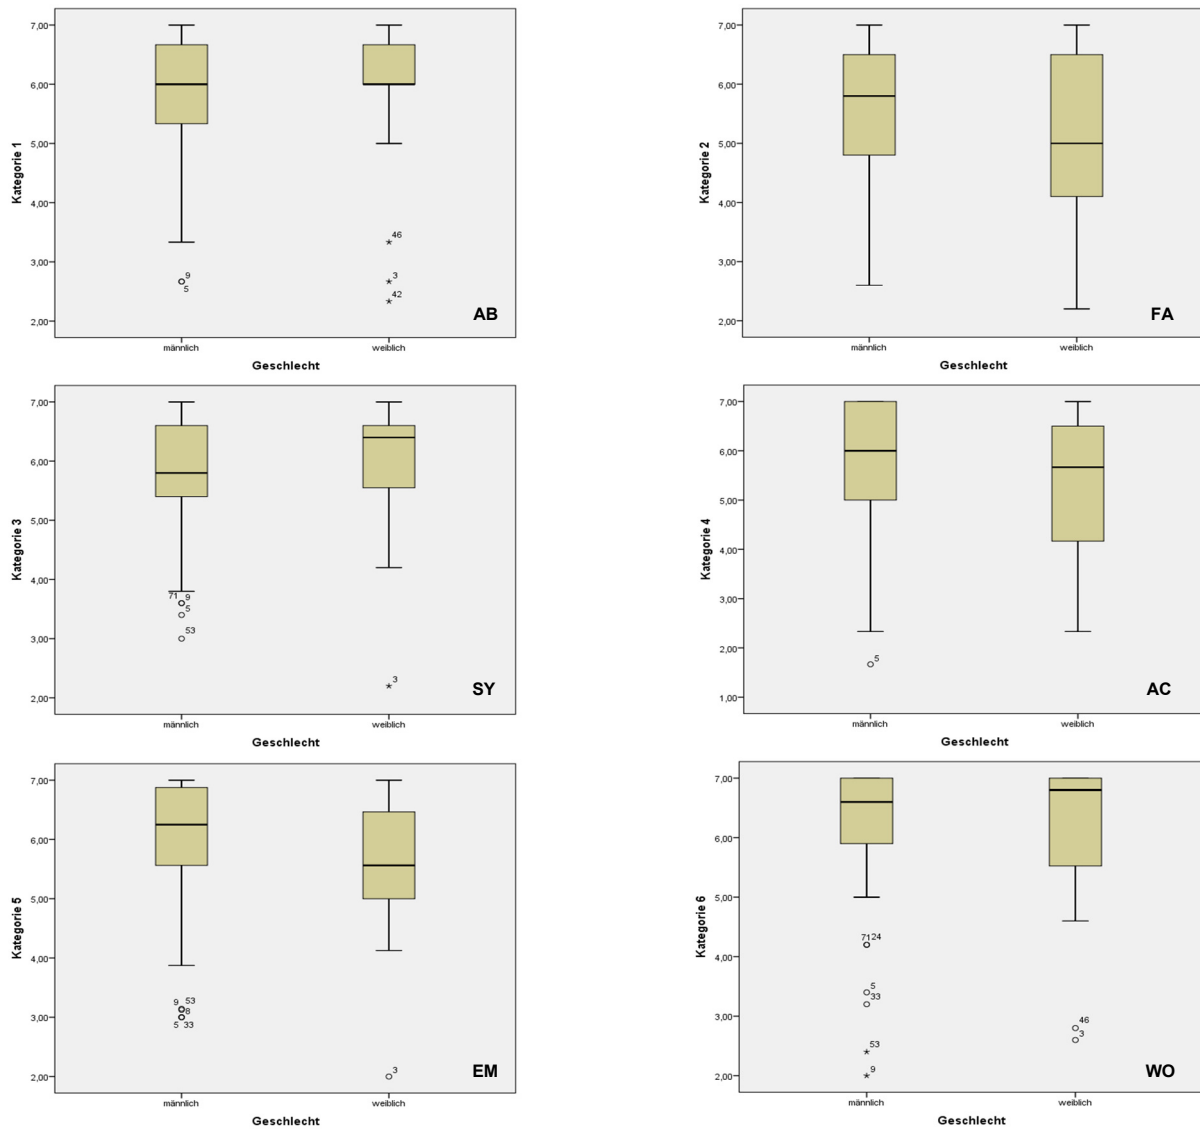 Kategorie 1
7,00
6,00
5,00
4,00
3,00
2,00
9
5
46
3
42
AB
männlich
weiblich
Geschlecht
Kategorie 2
7,00
6,00
5,00
4,00
3,00
2,00
FA
männlich
weiblich
Geschlecht
Kategorie 3
7,00
6,00
5,00
4,00
3,00
2,00
71 9
5
53
3
SY
männlich
weiblich
Geschlecht
Kategorie 4
7,00
6,00
5,00
4,00
3,00
2,00
1,00
5
AC
männlich
weiblich
Geschlecht
Kategorie 5
7,00
6,00
5,00
4,00
3,00
2,00
9 53
8
5 33
3
EM
männlich
weiblich
Geschlecht
Kategorie 6
7,00
6,00
5,00
4,00
3,00
2,00
71 24
5
33
53
9
46
3
WO
männlich
weiblich
Geschlecht